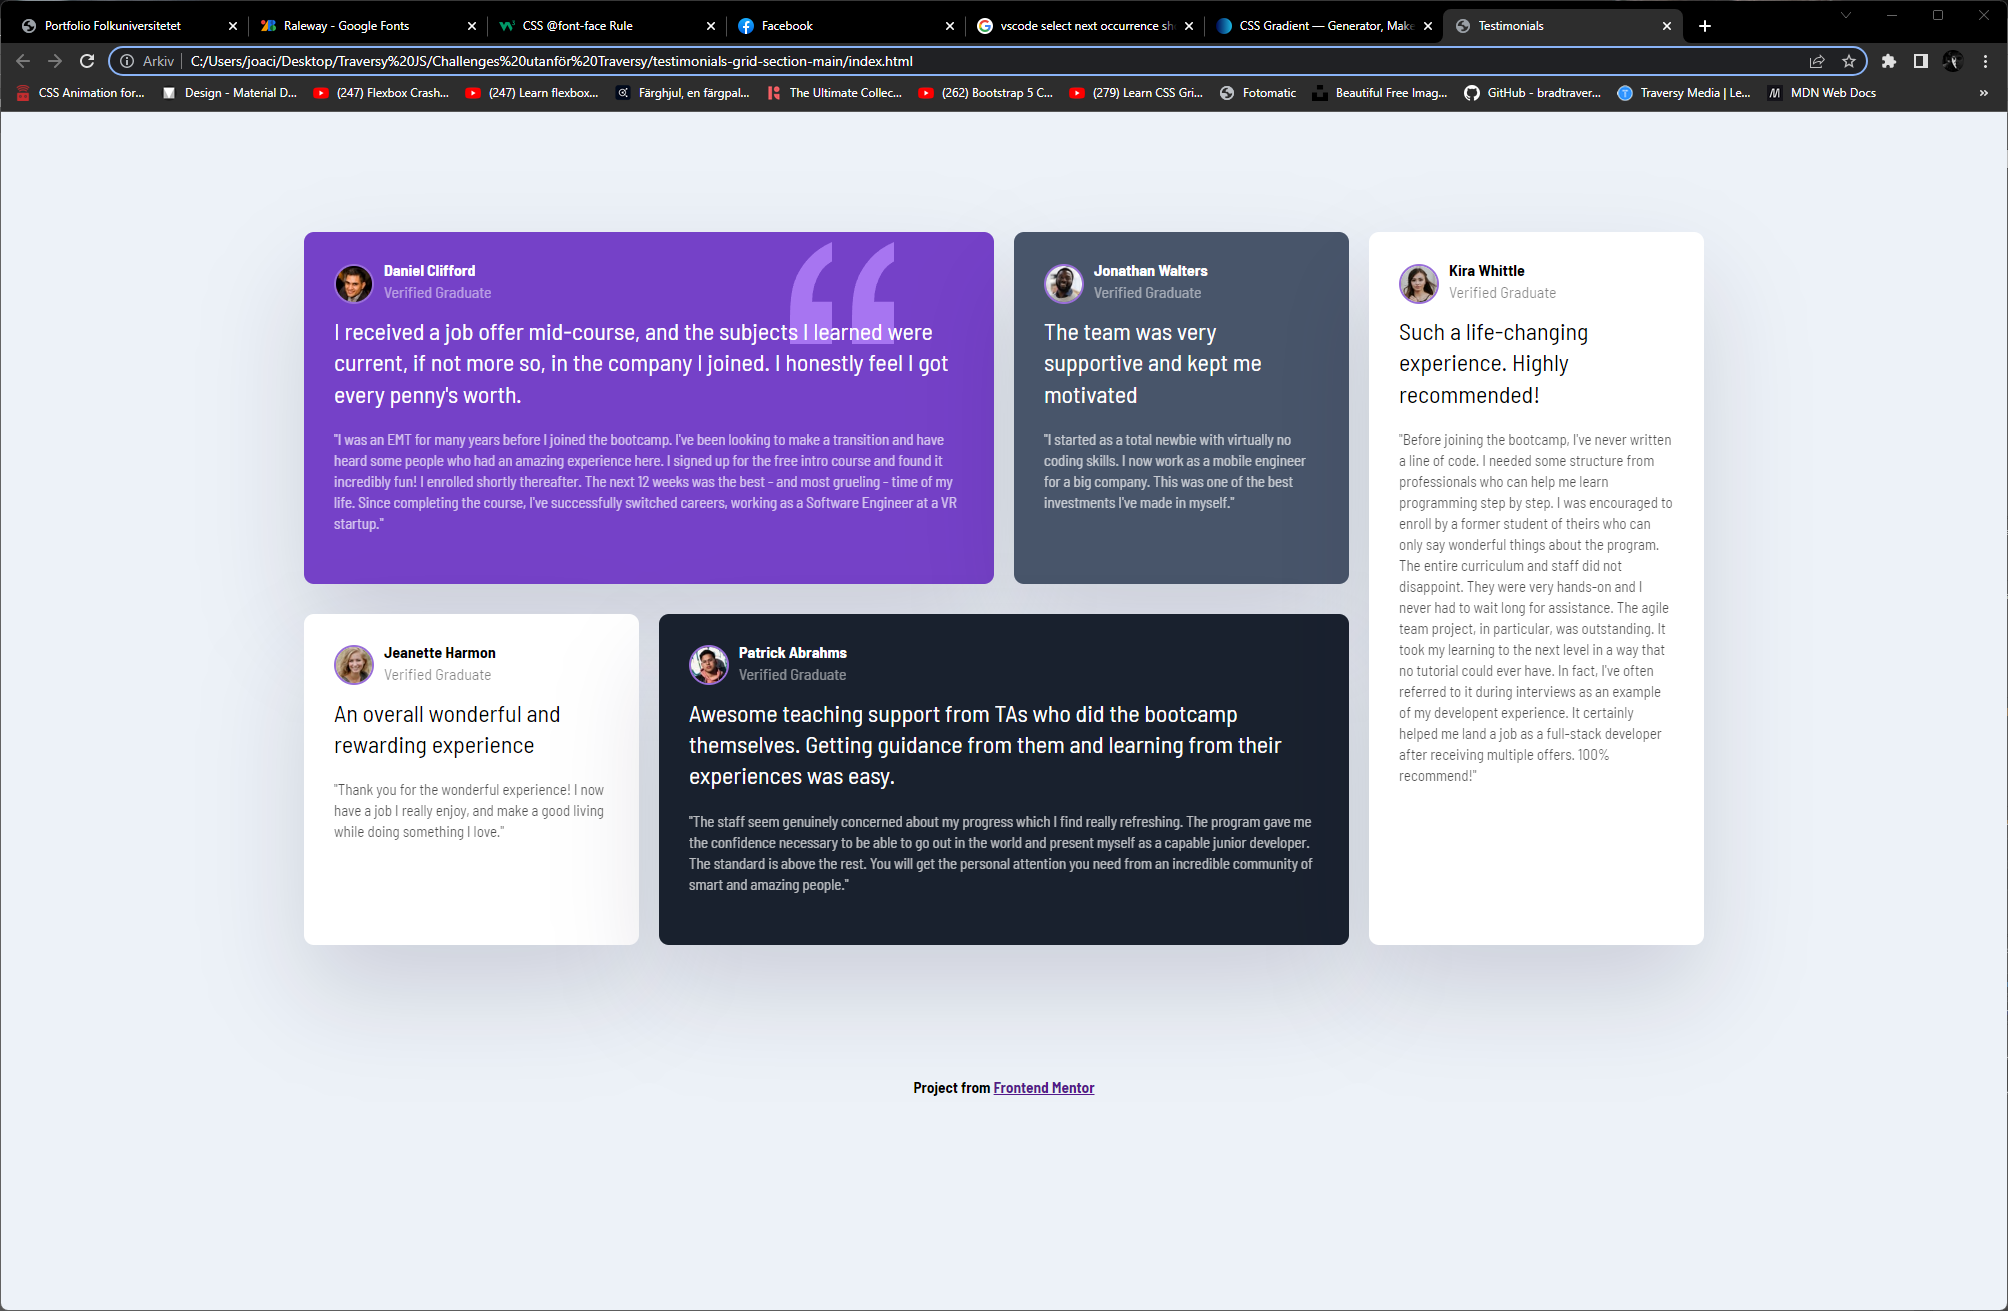 Portfolio Folkuniversitetet
Raleway - Google Fonts
CSS @font-face Rule
Facebook
vscode select next occurrence sh
CSS Gradient — Generator, Make
Testimonials
Arkiv
C:/Users/joaci/Desktop/Traversy%20JS/Challenges%20utanför%20Traversy/testimonials-grid-section-main/index.html
CSS Animation for...
Design - Material D...
(247) Flexbox Crash...
(247) Learn flexbox...
Färghjul, en färgpal...
The Ultimate Collec...
(262) Bootstrap 5 C...
(279) Learn CSS Gri...
Fotomatic
Beautiful Free Imag...
GitHub - bradtraver...
Traversy Media | Le...
MDN Web Docs
Daniel Clifford
Verified Graduate
I received a job offer mid-course, and the subjects I learned were
current, if not more so, in the company I joined. I honestly feel I got
every penny's worth.
"I was an EMT for many years before I joined the bootcamp. I've been looking to make a transition and have
heard some people who had an amazing experience here. I signed up for the free intro course and found it
incredibly fun! I enrolled shortly thereafter. The next 12 weeks was the best - and most grueling - time of my
life. Since completing the course, I've successfully switched careers, working as a Software Engineer at a VR
startup."
Jonathan Walters
Verified Graduate
The team was very
supportive and kept me
motivated
"I started as a total newbie with virtually no
coding skills. I now work as a mobile engineer
for a big company. This was one of the best
investments I've made in myself."
Kira Whittle
Verified Graduate
Such a life-changing
experience. Highly
recommended!
"Before joining the bootcamp, I've never written
a line of code. I needed some structure from
professionals who can help me learn
programming step by step. I was encouraged to
enroll by a former student of theirs who can
only say wonderful things about the program.
The entire curriculum and staff did not
disappoint. They were very hands-on and I
never had to wait long for assistance. The agile
team project, in particular, was outstanding. It
took my learning to the next level in a way that
no tutorial could ever have. In fact, I've often
referred to it during interviews as an example
of my developent experience. It certainly
helped me land a job as a full-stack developer
after receiving multiple offers. 100%
recommend!"
Jeanette Harmon
Verified Graduate
An overall wonderful and
rewarding experience
"Thank you for the wonderful experience! I now
have a job I really enjoy, and make a good living
while doing something I love."
Patrick Abrahms
Verified Graduate
Awesome teaching support from TAs who did the bootcamp
themselves. Getting guidance from them and learning from their
experiences was easy.
"The staff seem genuinely concerned about my progress which I find really refreshing. The program gave me
the confidence necessary to be able to go out in the world and present myself as a capable junior developer.
The standard is above the rest. You will get the personal attention you need from an incredible community of
smart and amazing people."
Project from Frontend Mentor